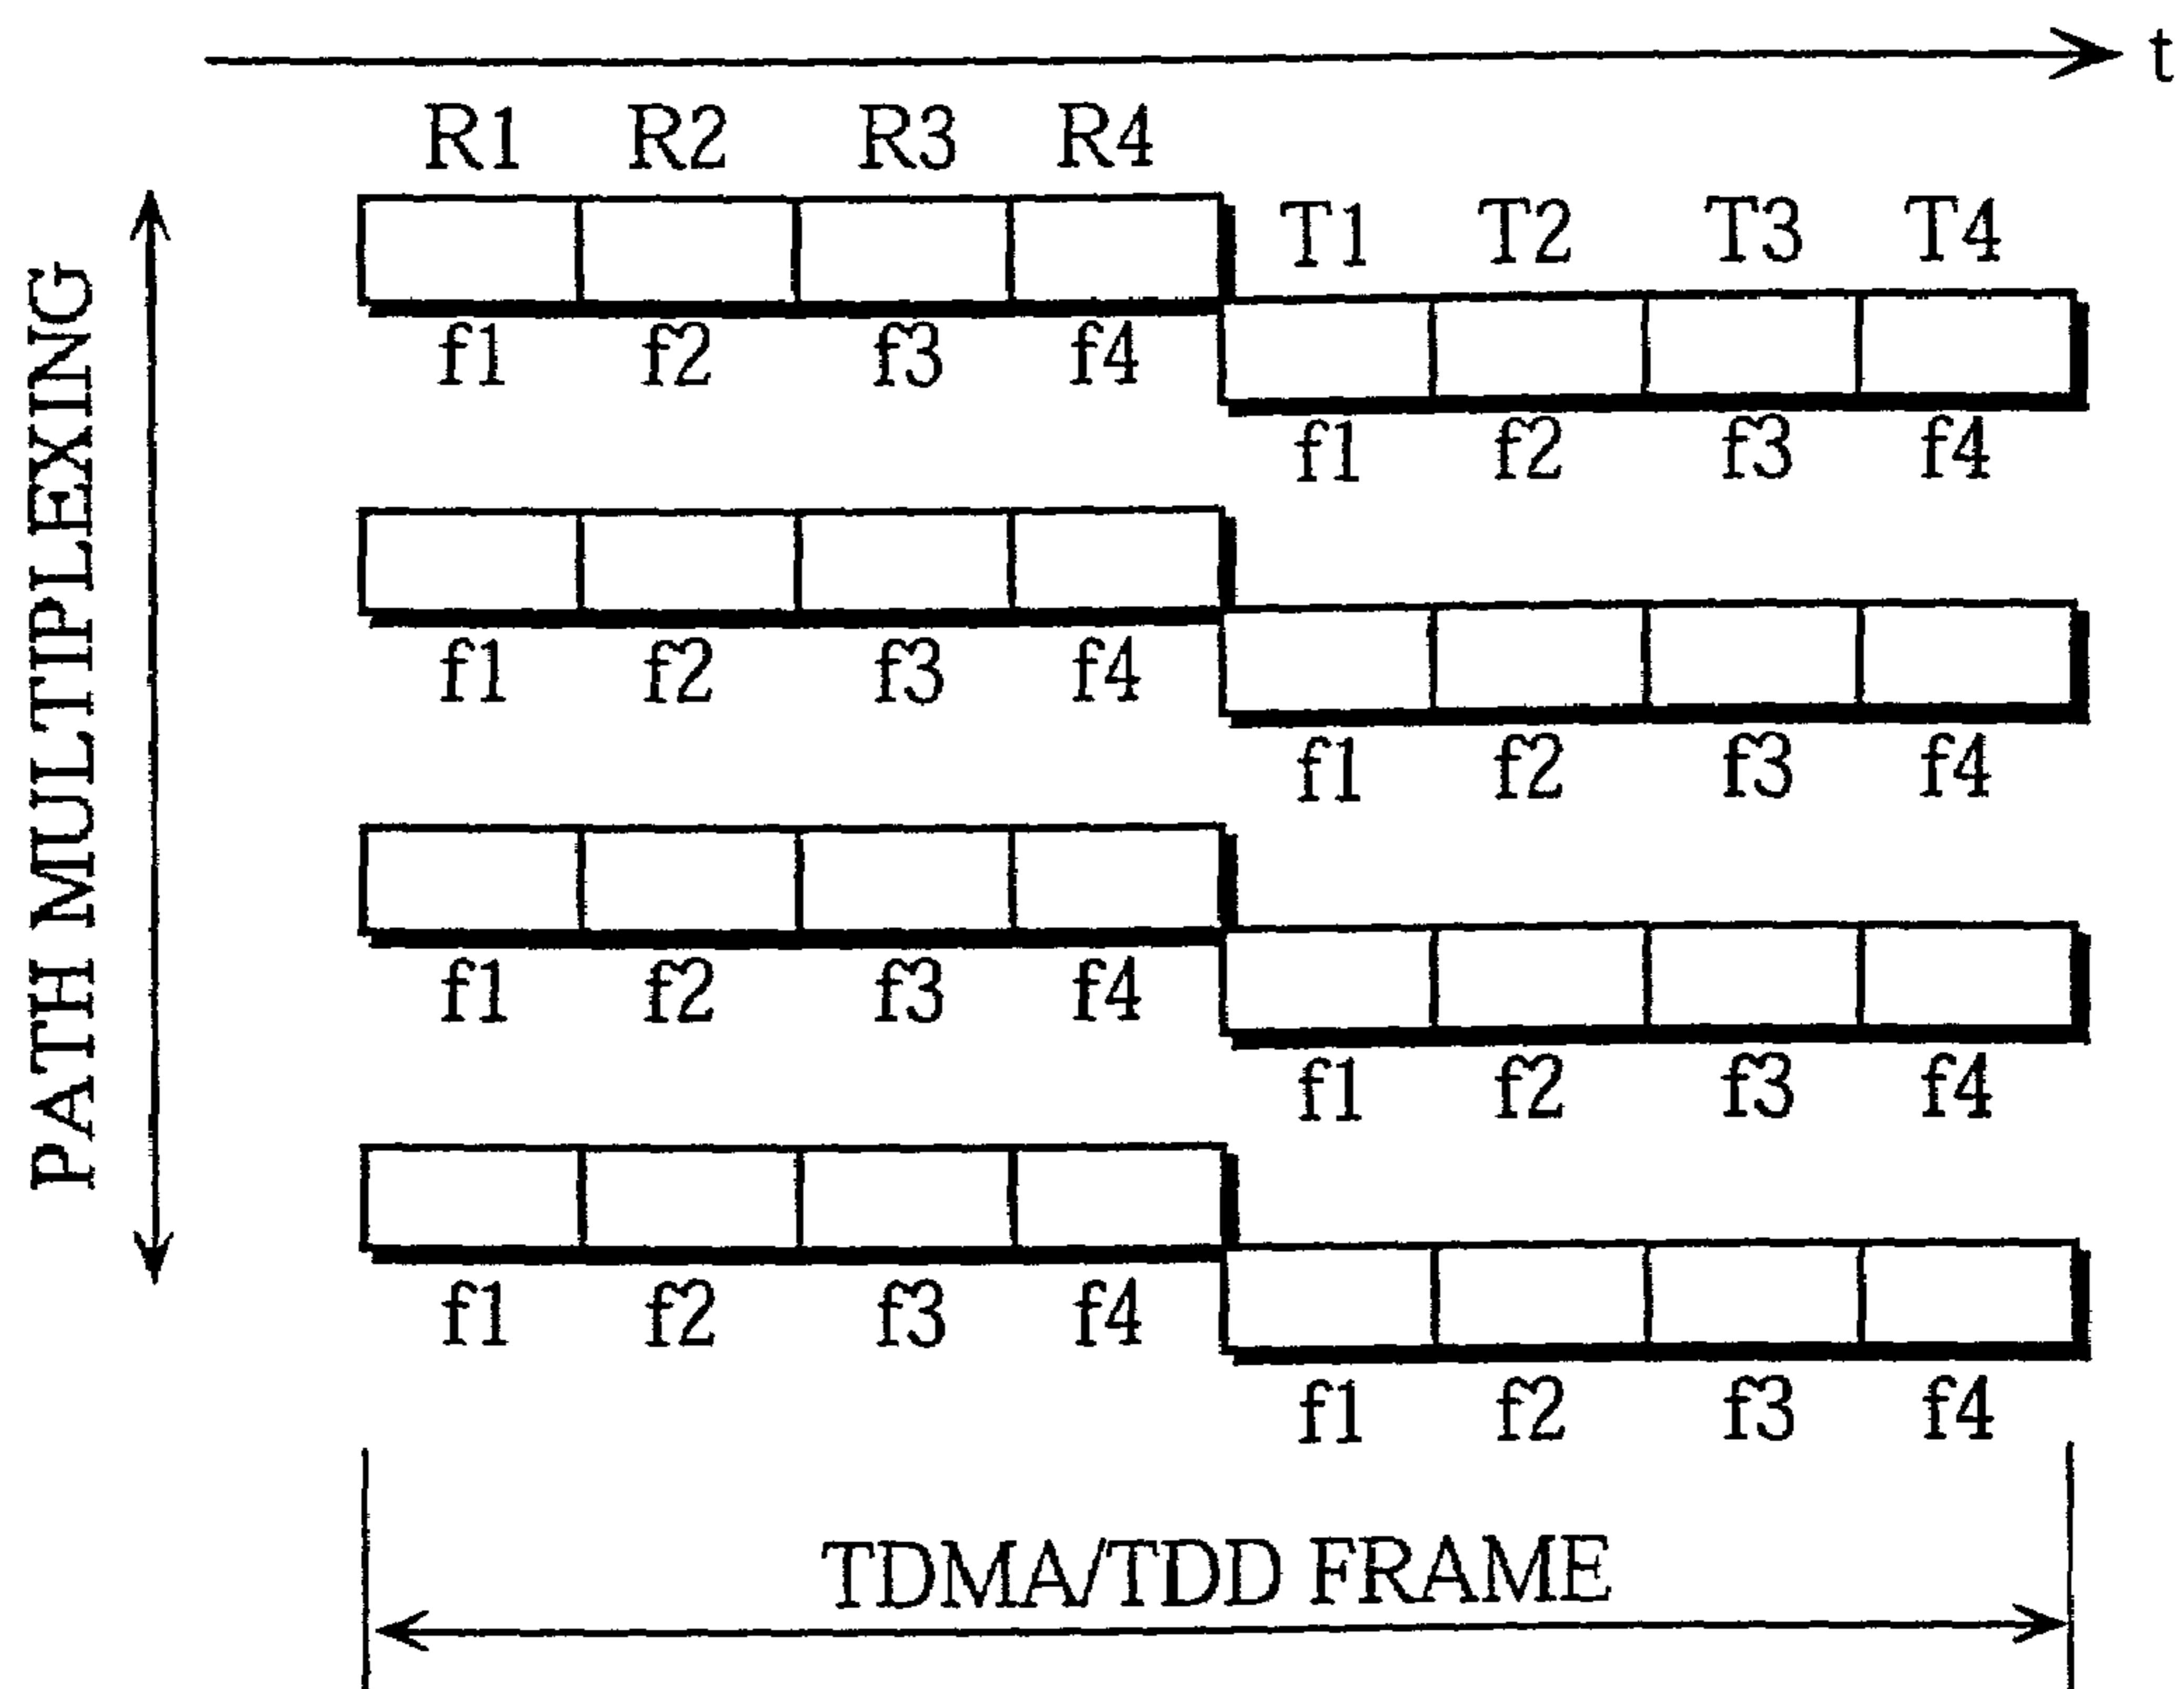 t
R1 R2 R3 R4
T1 T2 T3 T4
f1 f2 f3 f4
f1 f2 f3 f4
f1 f2 f3 f4
f1 f2 f3 f4
f1 f2 f3 f4
f1 f2 f3 f4
f1 f2 f3 f4
f1 f2 f3 f4
PATH MULTIPLEXING
TDMA/TDD FRAME